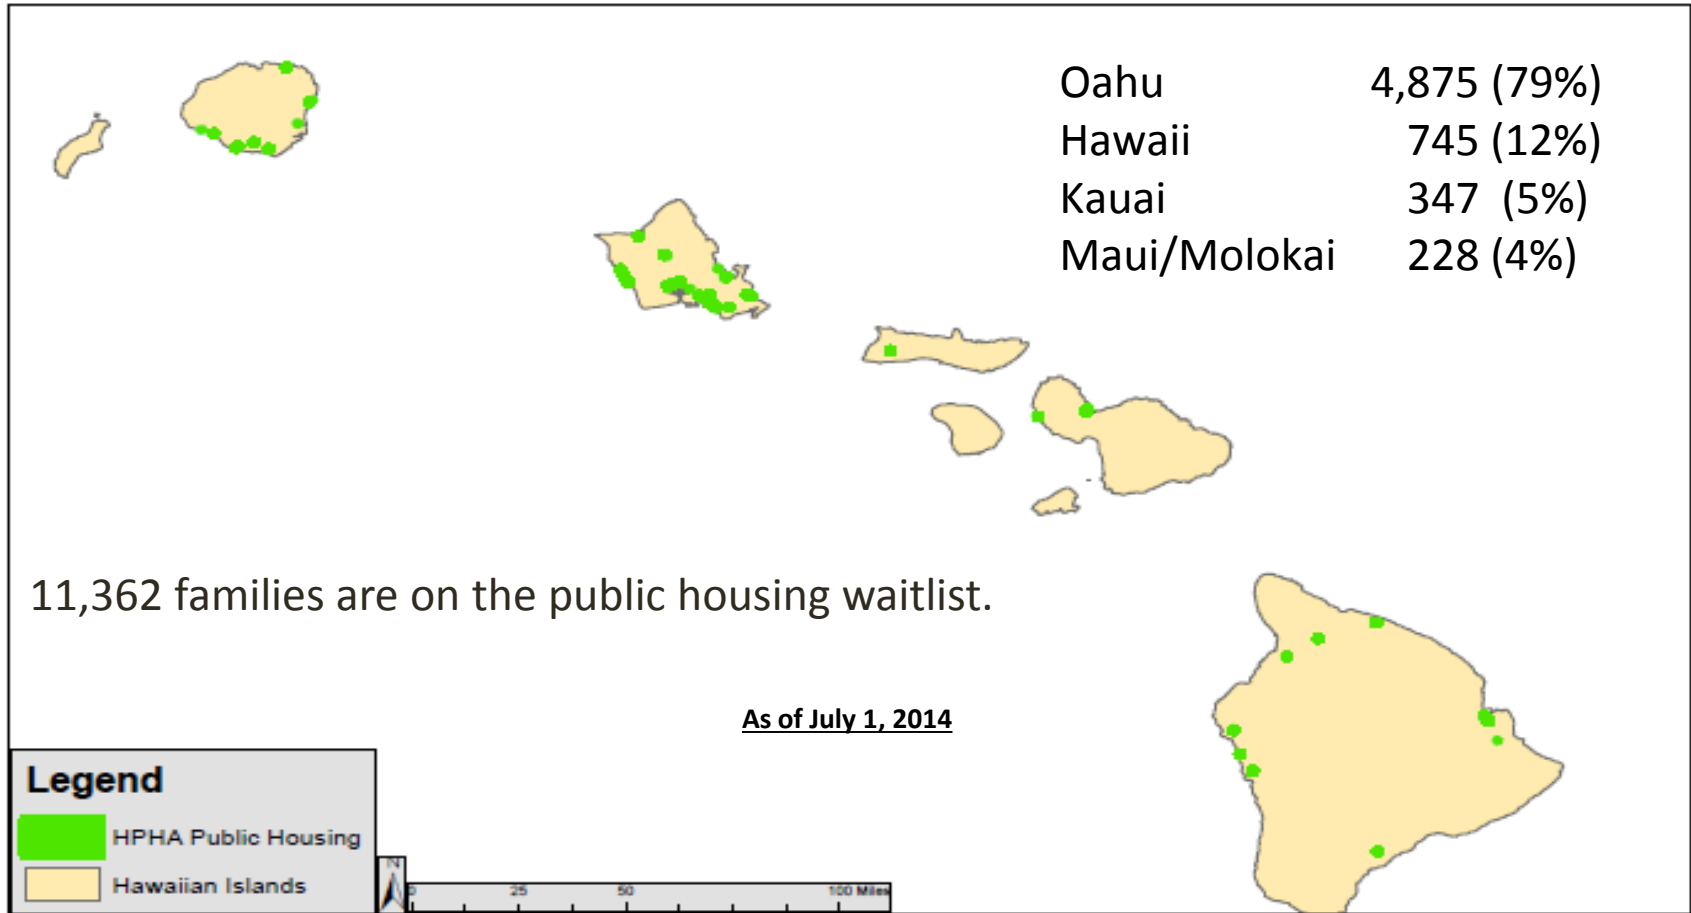 Oahu 4,875 (79%)
Hawaii 745 (12%)
Kauai 347 (5%)
Maui/Molokai 228 (4%)
11,362 families are on the public housing waitlist.
As of July 1, 2014
Legend
HPHA Public Housing
Hawaiian Islands
N
0 25 50 100 Miles